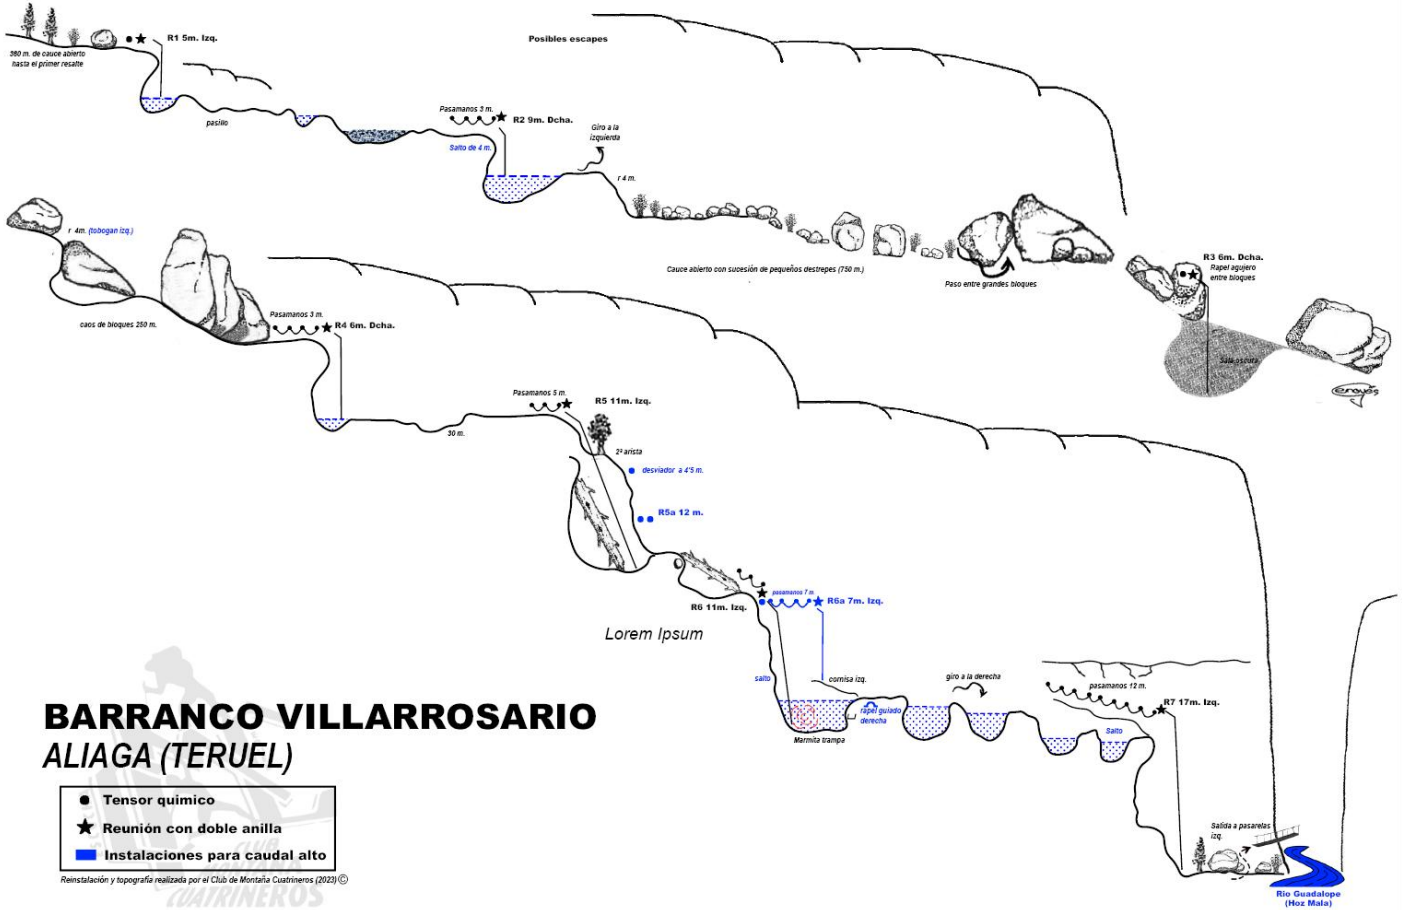 Posibles escapes
R1 5m. Izq.
380 m. de cauce abierto
hasta el primer resalte
pasillo
Pasamanos 3 m.
R2 9m. Dcha.
Salto de 4 m.
Giro a la
izquierda
r 4 m.
Cauce abierto con sucesión de pequeños destrepes (750 m.)
Paso entre grandes bloques
R3 6m. Dcha.
Rapel agujero
entre bloques
Sala oscura
r 4m. (tobogan izq.)
caos de bloques 250 m.
Pasamanos 3 m.
R4 6m. Dcha.
30 m.
Pasamanos 5 m.
R5 11m. Izq.
2ª arista
desviador a 4'5 m.
R5a 12 m.
R6 11m. Izq.
pasamanos 7 m.
R6a 7m. Izq.
Lorem Ipsum
salto
cornisa izq.
rapel guiado
derecha
Marmita trampa
giro a la derecha
pasamanos 12 m.
R7 17m. Izq.
Salto
Salida a pasarelas
izq.
Río Guadalope
(Hoz Mala)
BARRANCO VILLARROSARIO
ALIAGA (TERUEL)
Tensor quimico
Reunión con doble anilla
Instalaciones para caudal alto
Reinstalación y topografía realizada por el Club de Montaña Cuatrineros (2023) ©
CLUB
MONTAÑA
CUATRINEROS